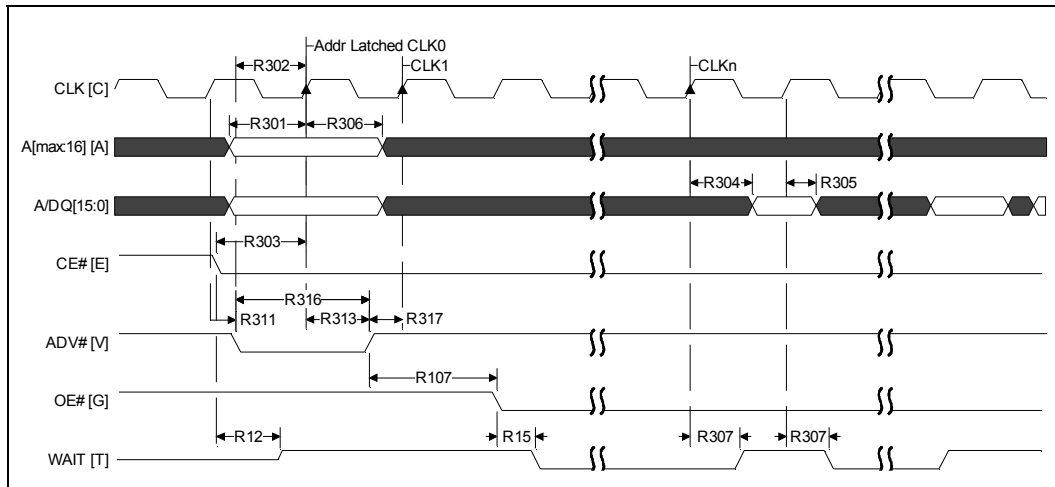 Addr Latched CLK0
R302
CLK1
CLKn
CLK [C]
R301
R306
A[max:16] [A]
R304
R305
A/DQ[15:0]
R303
CE# [E]
R316
R311
R313
R317
ADV# [V]
R107
OE# [G]
R12
R15
R307
R307
WAIT [T]